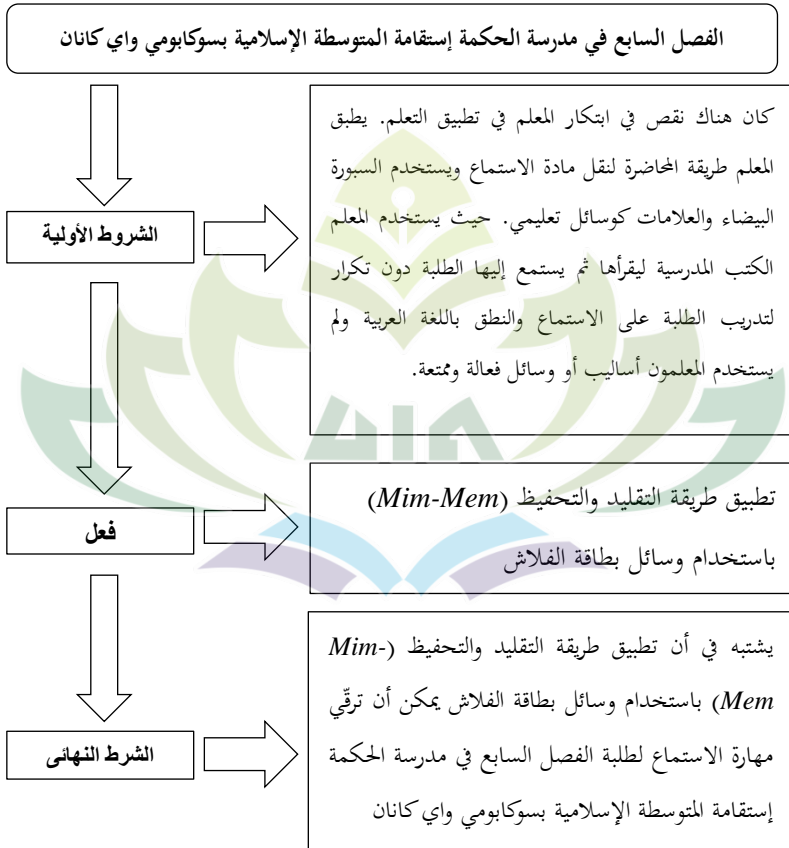 الفصل السابع في مدرسة الحكمة إستقامة المتوسطة الإسلامية بسوكابومي واي كانان
الشروط الأولية
كان هناك نقص في ابتكار المعلم في تطبيق التعلم. يطبق
المعلم طريقة المحاضرة لنقل مادة الاستماع ويستخدم السبورة
البيضاء والعلامات كوسائل تعليمي. حيث يستخدم المعلم
الكتب المدرسية ليقرأها ثم يستمع إليها الطلبة دون تكرار
لتدريب الطلبة على الاستماع والنطق باللغة العربية ولم
يستخدم المعلمون أساليب أو وسائل فعالة وممتعة.
فعل
تطبيق طريقة التقليد والتحفيظ (Mim-Mem)
باستخدام وسائل بطاقة الفلاش
الشرط النهائى
يشتبه في أن تطبيق طريقة التقليد والتحفيظ (Mim-
Mem) باستخدام وسائل بطاقة الفلاش يمكن أن ترقّي
مهارة الاستماع لطلبة الفصل السابع في مدرسة الحكمة
إستقامة المتوسطة الإسلامية بسوكابومي واي كانان
UIN